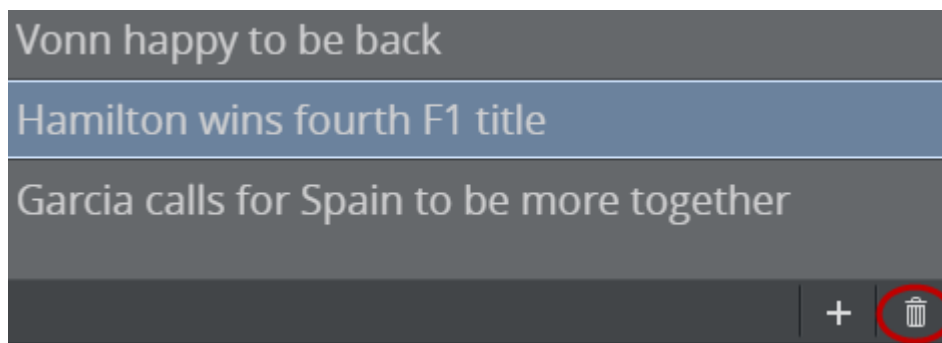 Vonn happy to be back
Hamilton wins fourth F1 title
Garcia calls for Spain to be more together